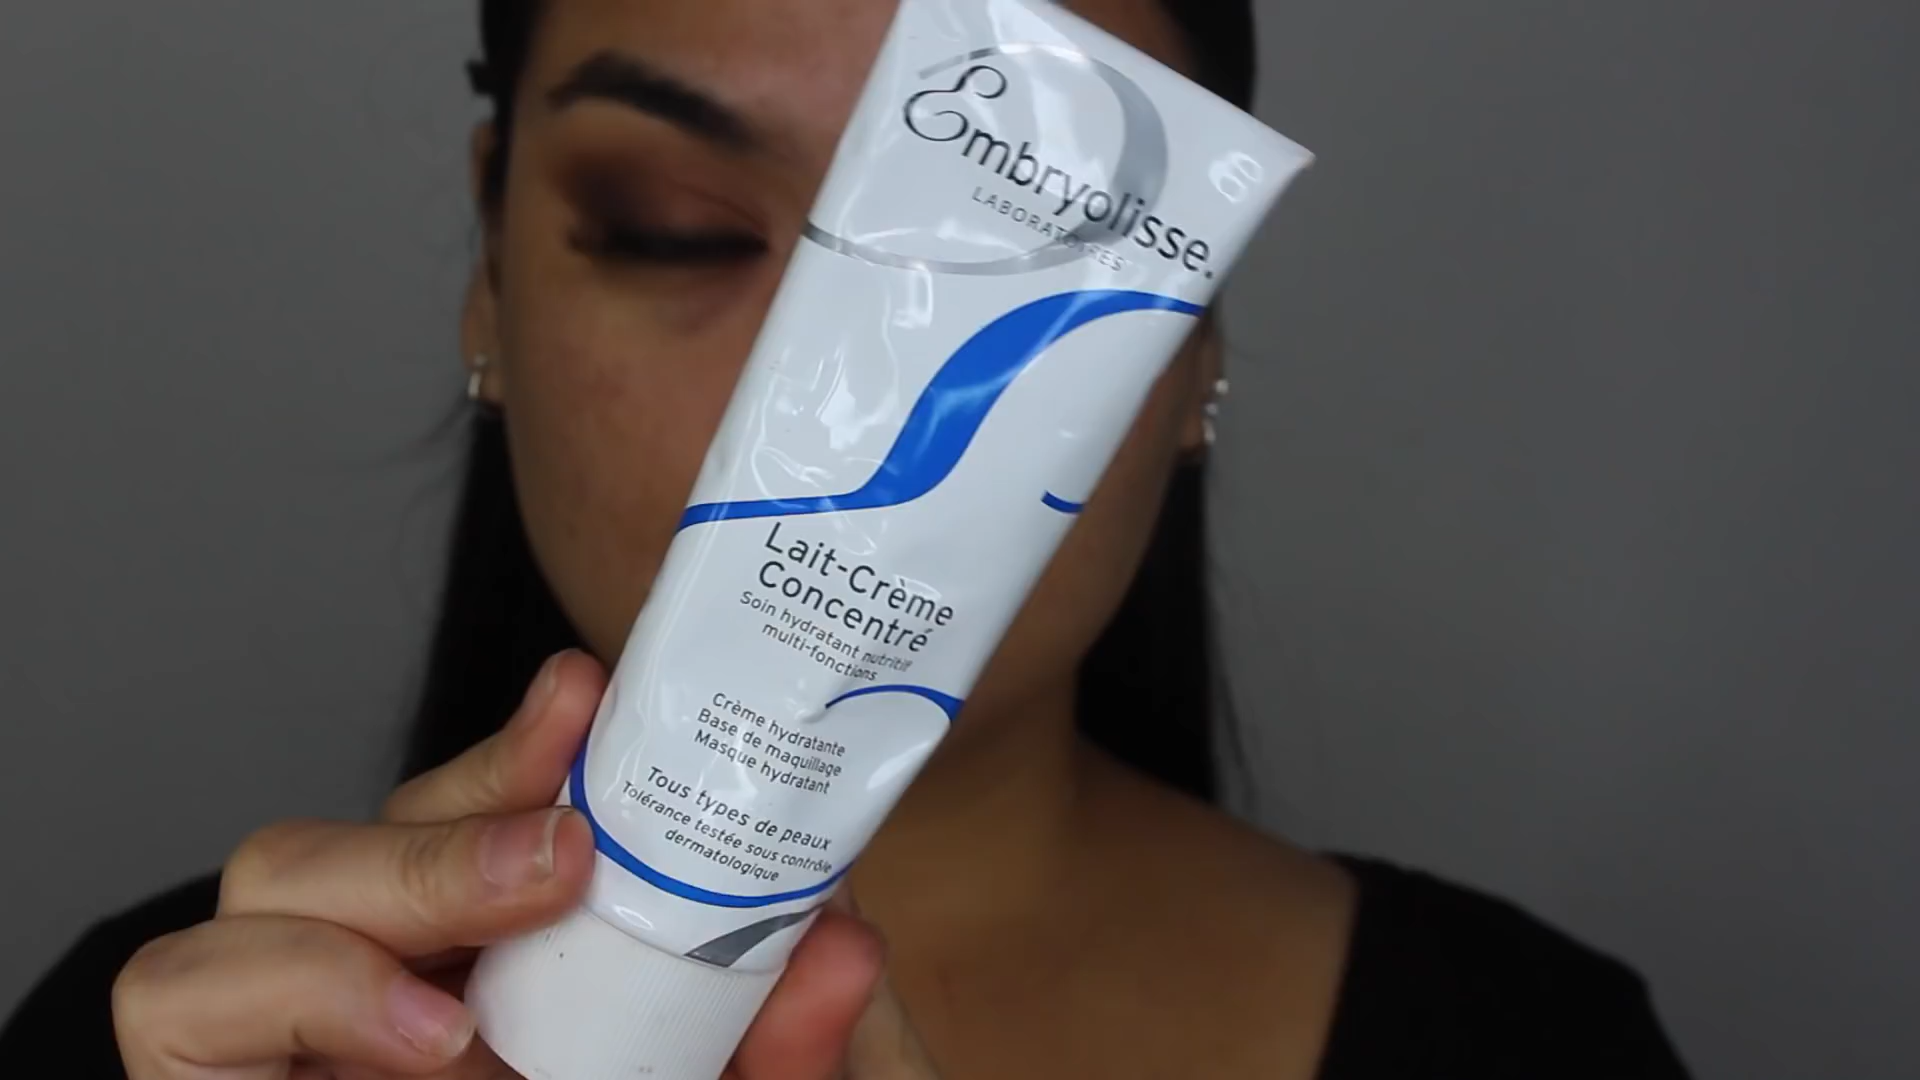 Embryolisse.
LABORATOIRES
Lait-Crème
Concentré
Soin hydratant nutritif
multi-fonctions
Crème hydratante
Base de maquillage
Masque hydratant
Tous types de peaux
Tolérance testée sous contrôle
dermatologique